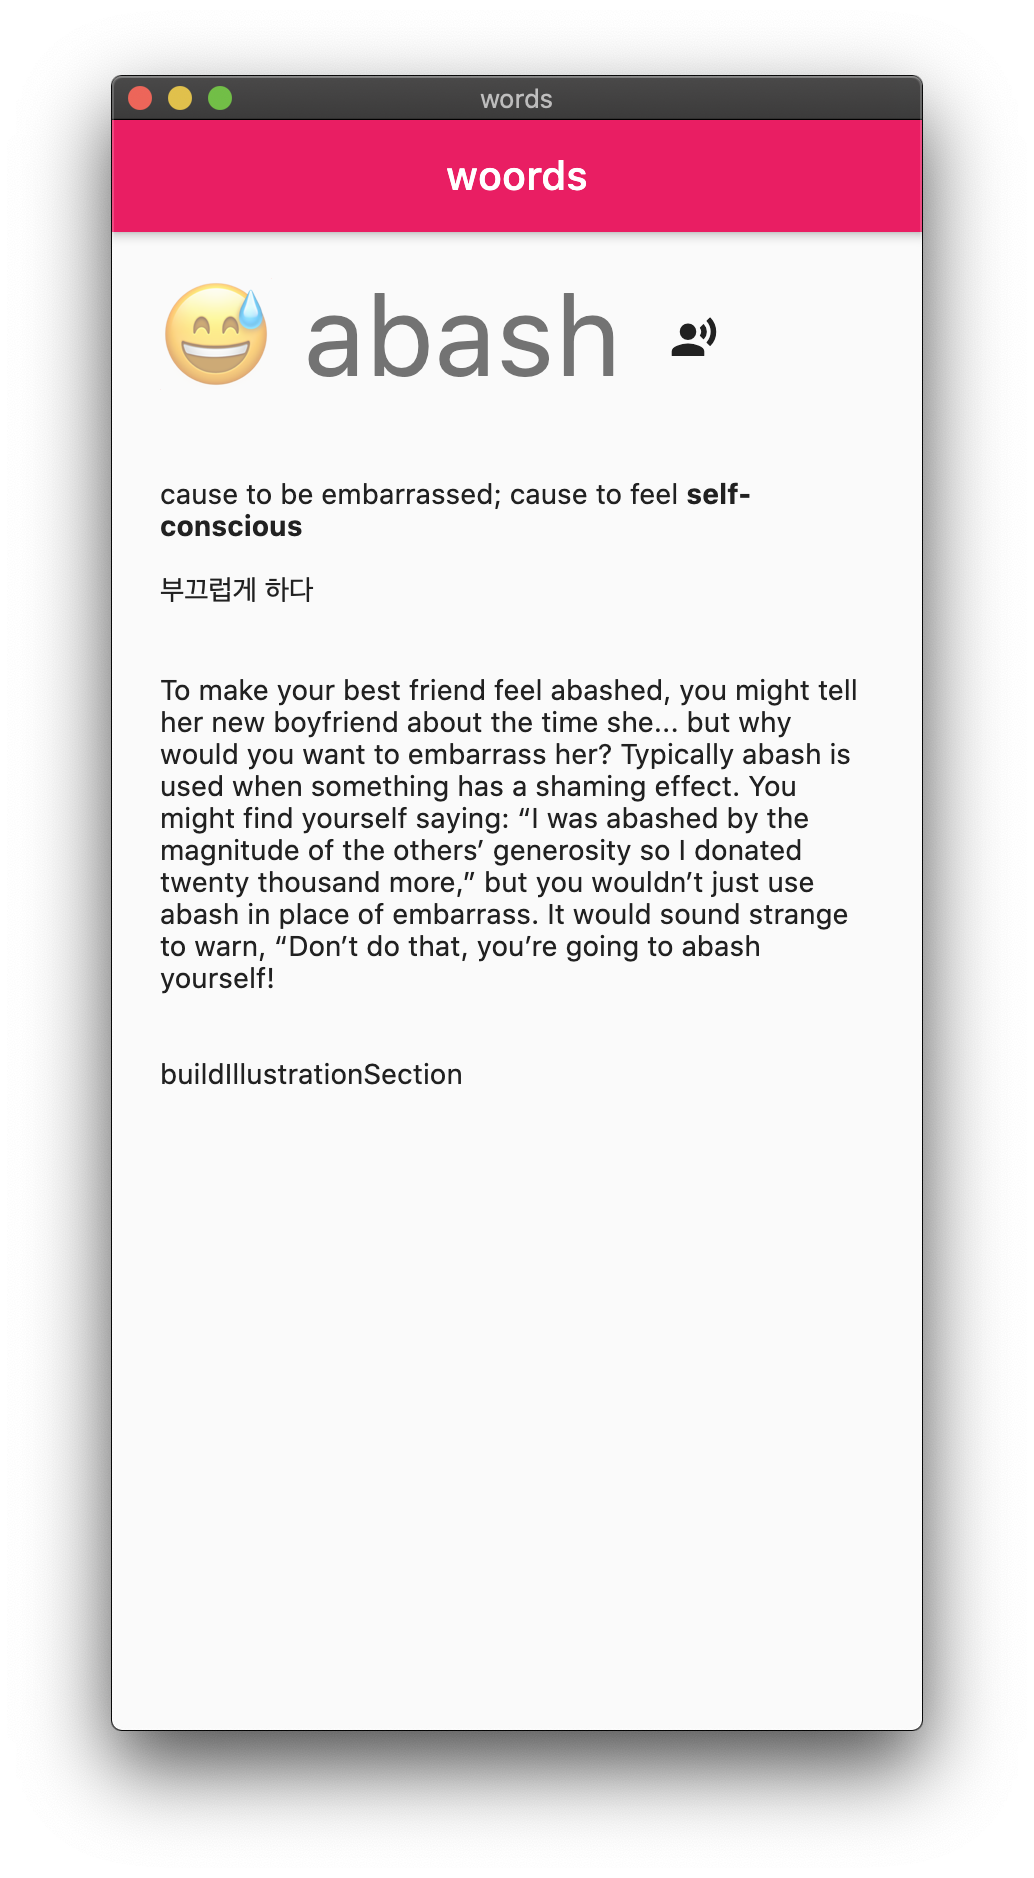 words
woords
😅 abash
cause to be embarrassed; cause to feel self-
conscious
부끄럽게 하다
To make your best friend feel abashed, you might tell
her new boyfriend about the time she... but why
would you want to embarrass her? Typically abash is
used when something has a shaming effect. You
might find yourself saying: “I was abashed by the
magnitude of the others’ generosity so I donated
twenty thousand more,” but you wouldn’t just use
abash in place of embarrass. It would sound strange
to warn, “Don’t do that, you’re going to abash
yourself!
buildIllustrationSection